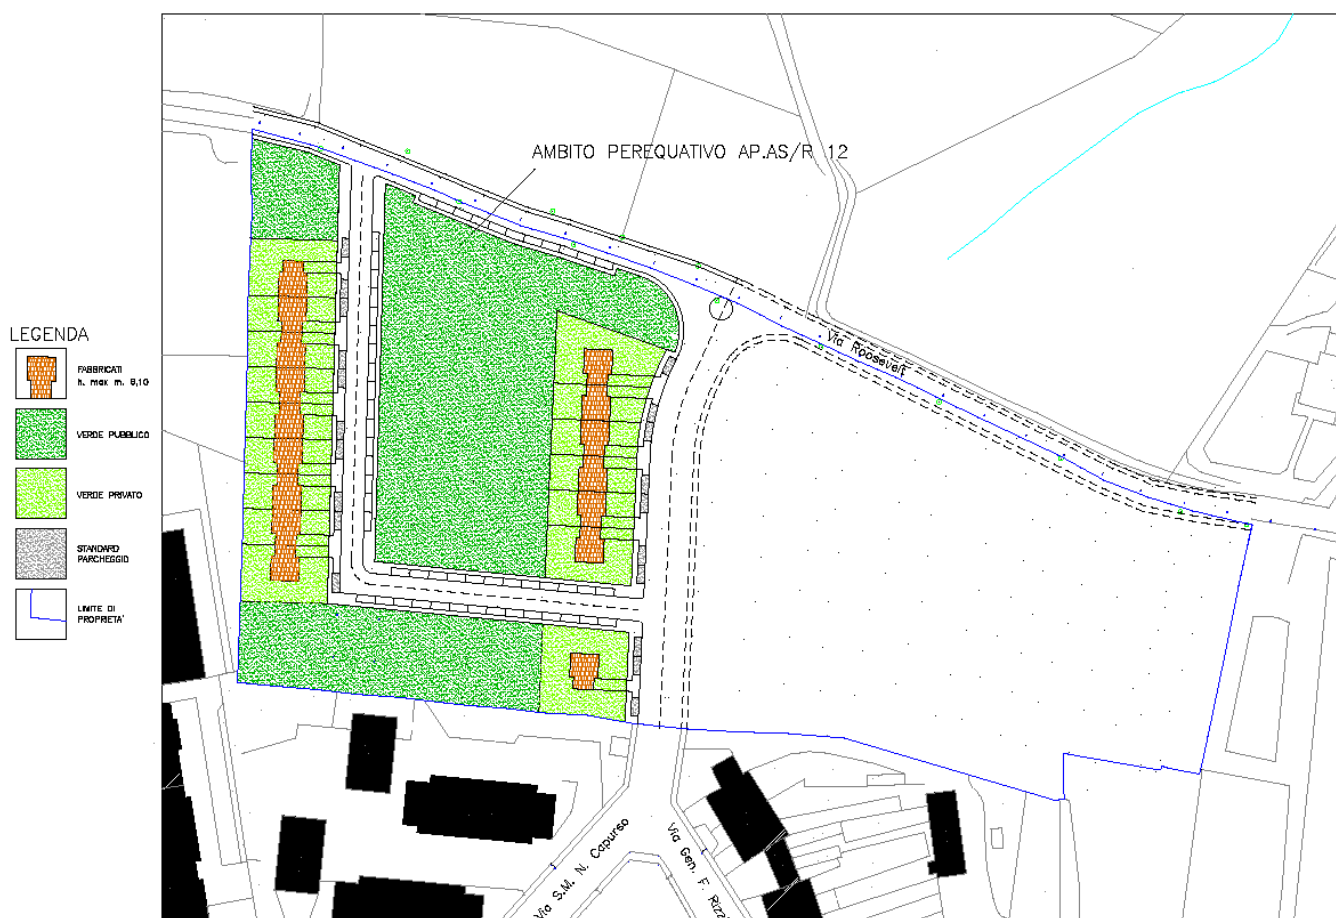 AMBITO PEREQUATIVO AP.AS/R 12
Via Roosevelt
LEGENDA
FABBRICATI
h. max m. 8,10
VERDE PUBBLICO
VERDE PRIVATO
STANDARD
PARCHEGGIO
LIMITE DI
PROPRIETA'
Via S.M. N. Capurso
Via Gen. F.